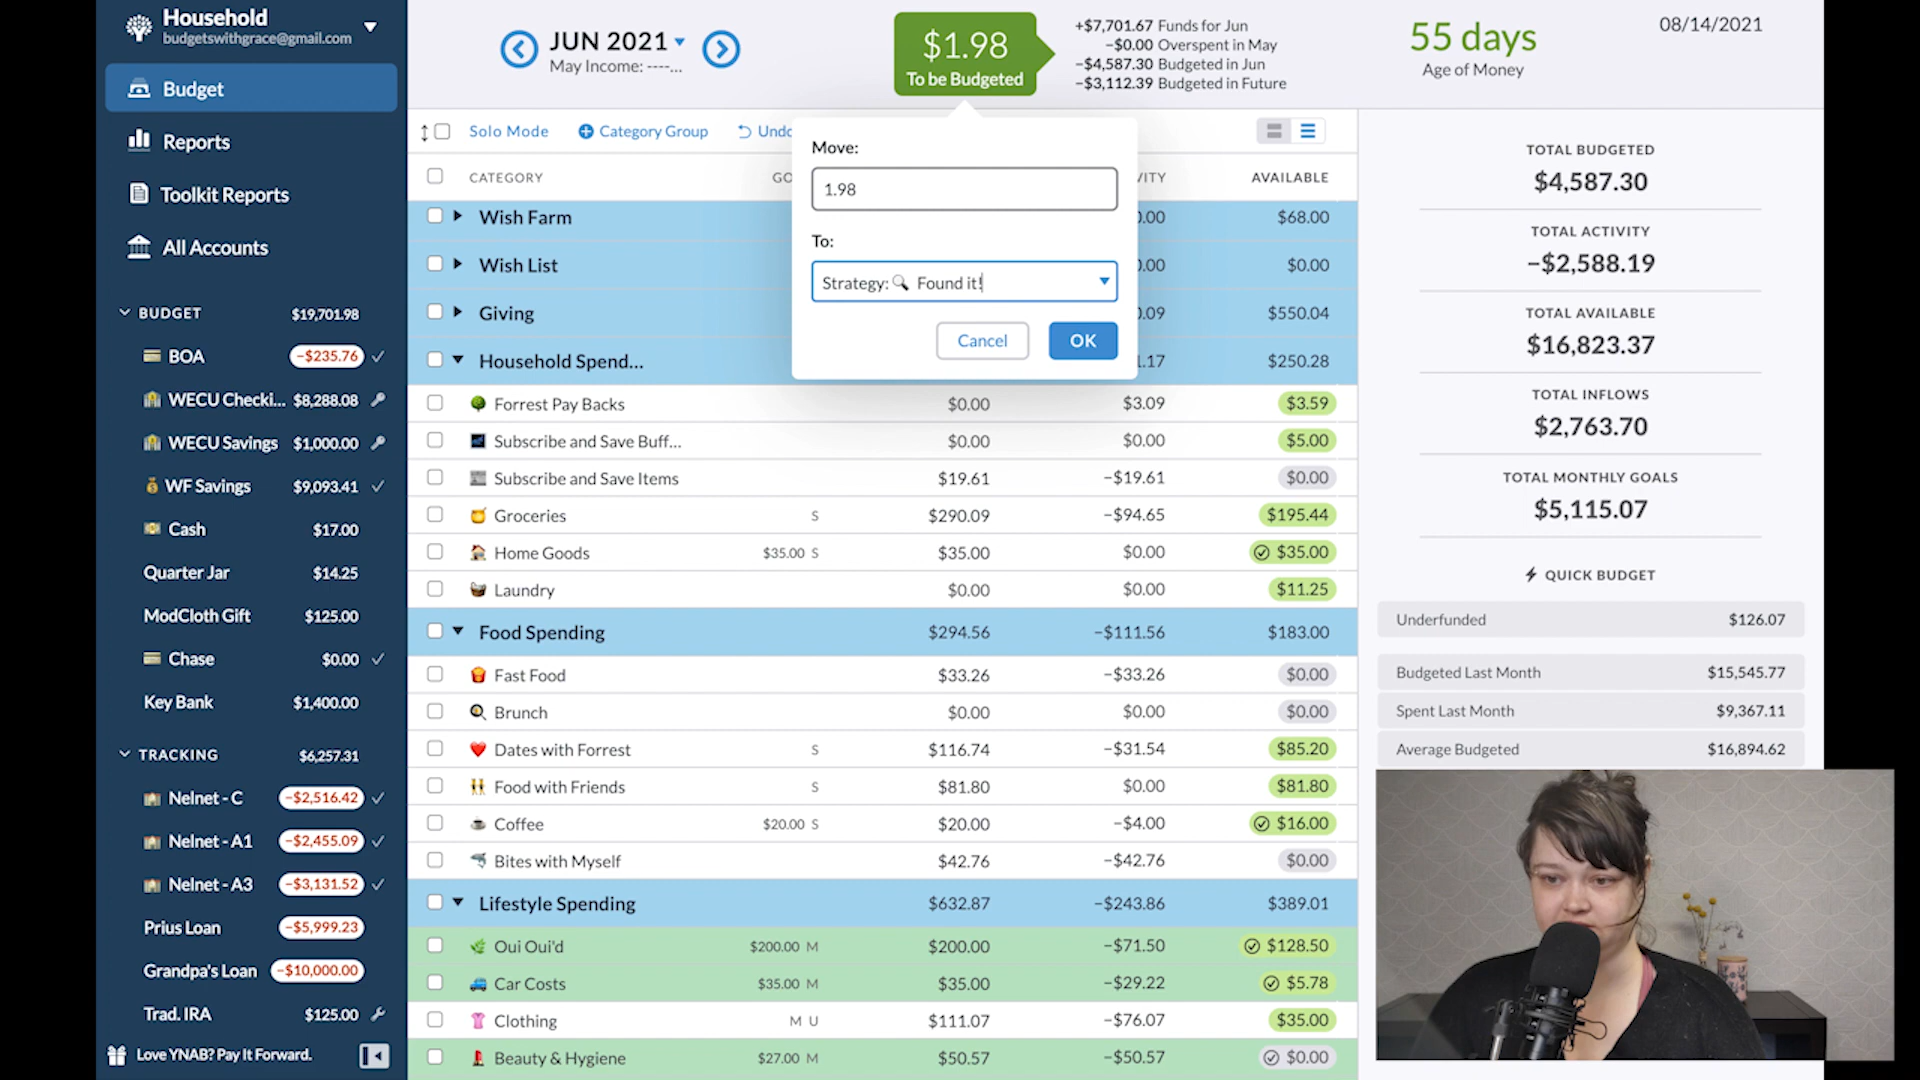 Household
budgetswithgrace@gmail.com
Budget
Reports
Toolkit Reports
All Accounts
BUDGET $19,701.98
BOA −$235.76
WECU Checki... $8,288.08
WECU Savings $1,000.00
WF Savings $9,093.41
Cash $17.00
Quarter Jar $14.25
ModCloth Gift $125.00
Chase $0.00
Key Bank $1,400.00
TRACKING $6,257.31
Nelnet - C −$2,516.42
Nelnet - A1 −$2,455.09
Nelnet - A3 −$3,131.52
Prius Loan −$5,999.23
Grandpa's Loan −$10,000.00
Trad. IRA $125.00
Love YNAB? Pay It Forward.
JUN 2021
May Income: ----...
$1.98
To be Budgeted
+$7,701.67 Funds for Jun
−$0.00 Overspent in May
−$4,587.30 Budgeted in Jun
−$3,112.39 Budgeted in Future
55 days
Age of Money
08/14/2021
Solo Mode Category Group Undo
Move:
1.98
To:
Strategy: Found it!
Cancel OK
CATEGORY GO VITY AVAILABLE
Wish Farm 0.00 $68.00
Wish List 0.00 $0.00
Giving 0.09 $550.04
Household Spend... 1.17 $250.28
Forrest Pay Backs $0.00 $3.09 $3.59
Subscribe and Save Buff... $0.00 $0.00 $5.00
Subscribe and Save Items $19.61 −$19.61 $0.00
Groceries S $290.09 −$94.65 $195.44
Home Goods $35.00 S $35.00 $0.00 $35.00
Laundry $0.00 $0.00 $11.25
Food Spending $294.56 −$111.56 $183.00
Fast Food $33.26 −$33.26 $0.00
Brunch $0.00 $0.00 $0.00
Dates with Forrest S $116.74 −$31.54 $85.20
Food with Friends S $81.80 $0.00 $81.80
Coffee $20.00 S $20.00 −$4.00 $16.00
Bites with Myself $42.76 −$42.76 $0.00
Lifestyle Spending $632.87 −$243.86 $389.01
Oui Oui'd $200.00 M $200.00 −$71.50 $128.50
Car Costs $35.00 M $35.00 −$29.22 $5.78
Clothing M U $111.07 −$76.07 $35.00
Beauty & Hygiene $27.00 M $50.57 −$50.57 $0.00
TOTAL BUDGETED
$4,587.30
TOTAL ACTIVITY
−$2,588.19
TOTAL AVAILABLE
$16,823.37
TOTAL INFLOWS
$2,763.70
TOTAL MONTHLY GOALS
$5,115.07
QUICK BUDGET
Underfunded $126.07
Budgeted Last Month $15,545.77
Spent Last Month $9,367.11
Average Budgeted $16,894.62